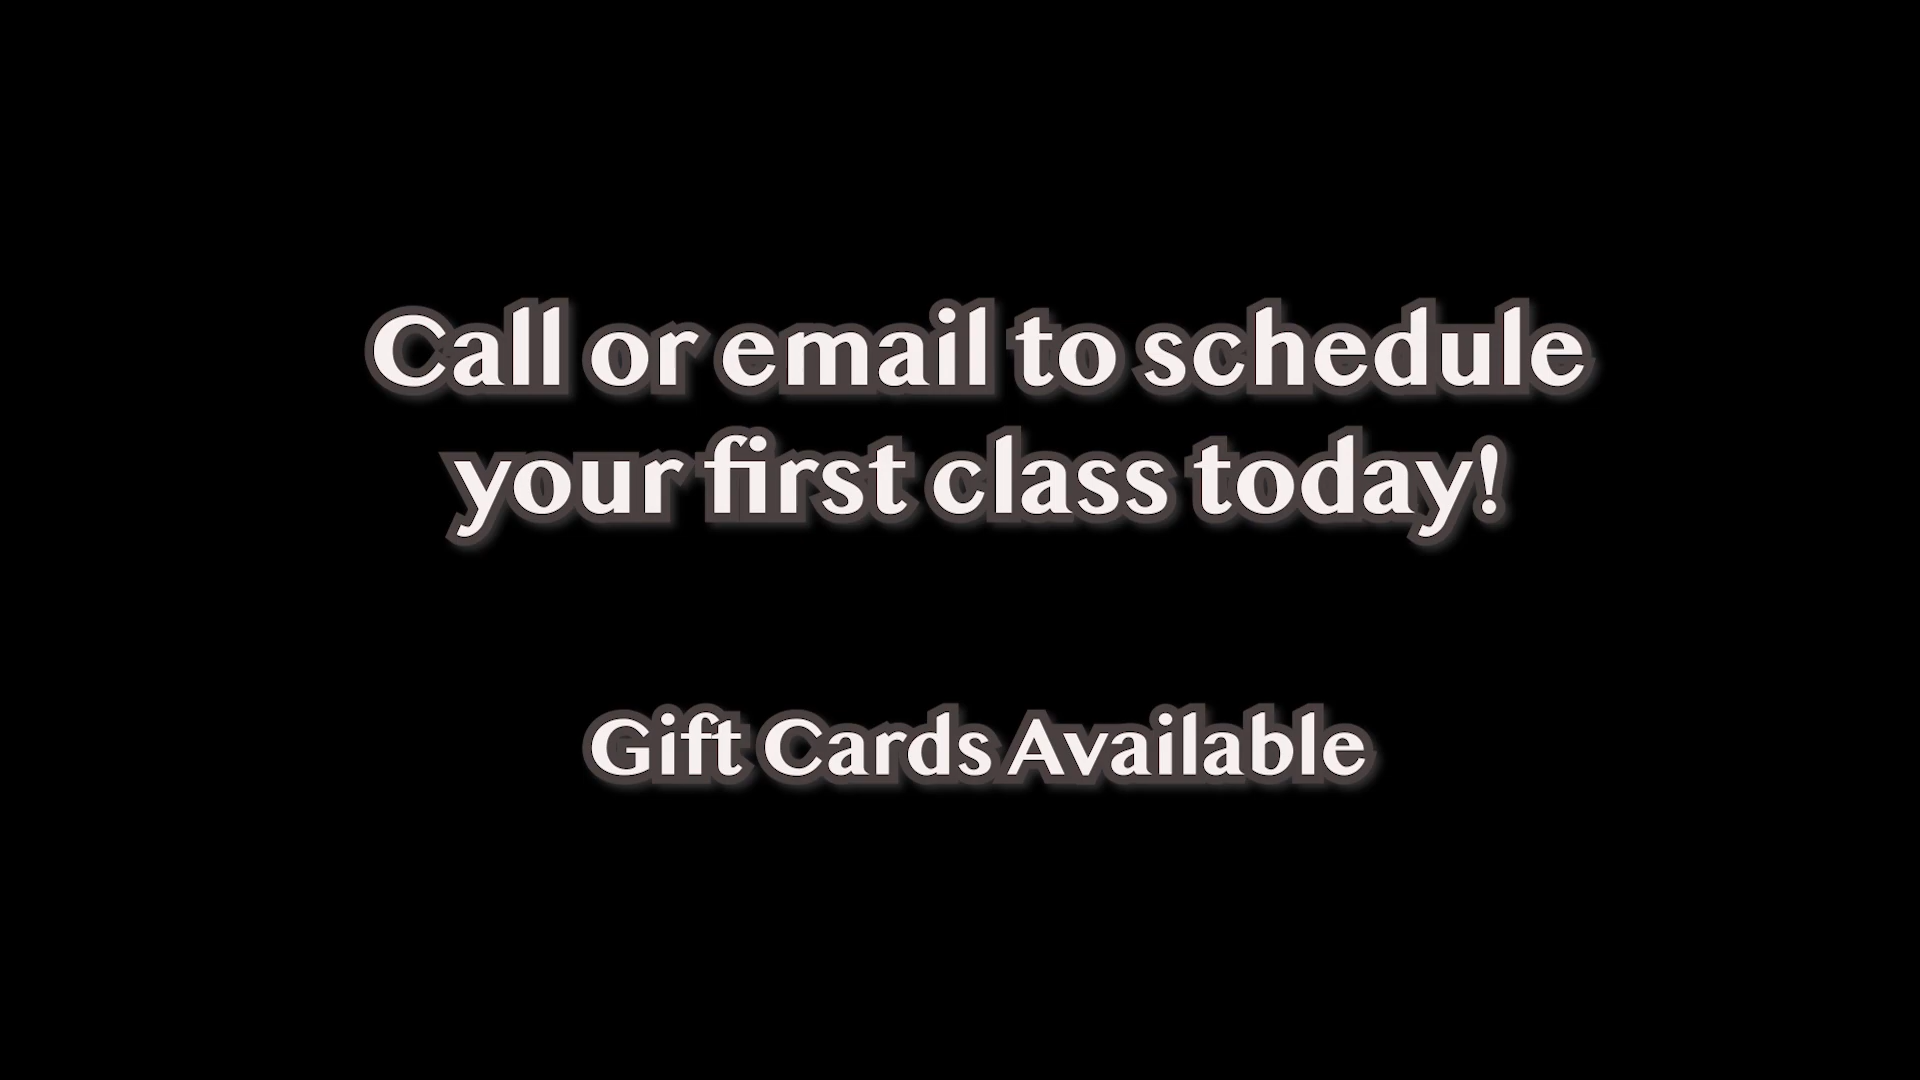 Call or email to schedule
your first class today!
Gift Cards Available